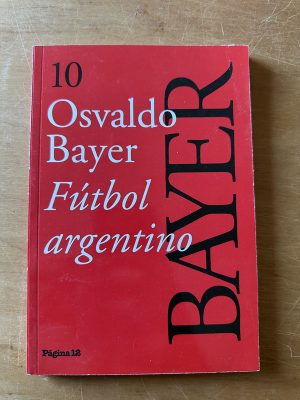 10
Osvaldo
Bayer
Fútbol
argentino
BAYER
Página 12